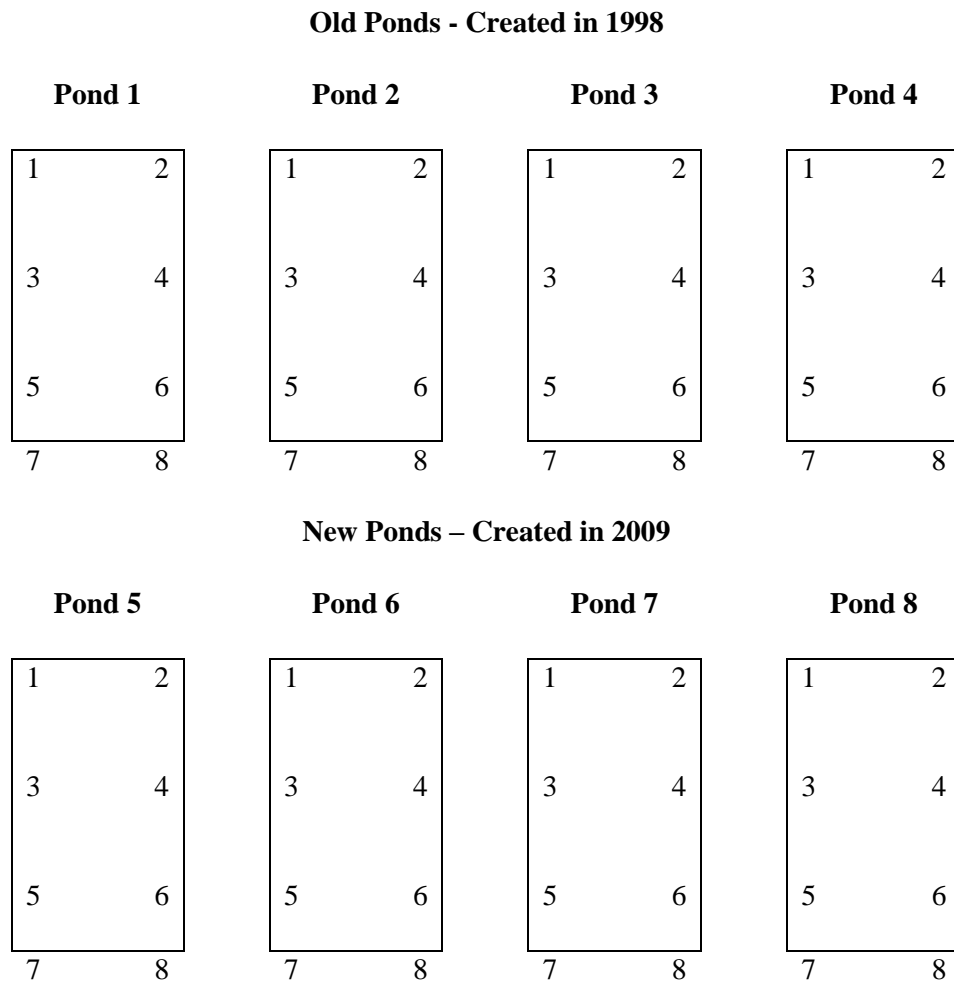 Old Ponds - Created in 1998
Pond 1 Pond 2 Pond 3 Pond 4
1 2 1 2 1 2 1 2
3 4 3 4 3 4 3 4
5 6 5 6 5 6 5 6
7 8 7 8 7 8 7 8
New Ponds – Created in 2009
Pond 5 Pond 6 Pond 7 Pond 8
1 2 1 2 1 2 1 2
3 4 3 4 3 4 3 4
5 6 5 6 5 6 5 6
7 8 7 8 7 8 7 8